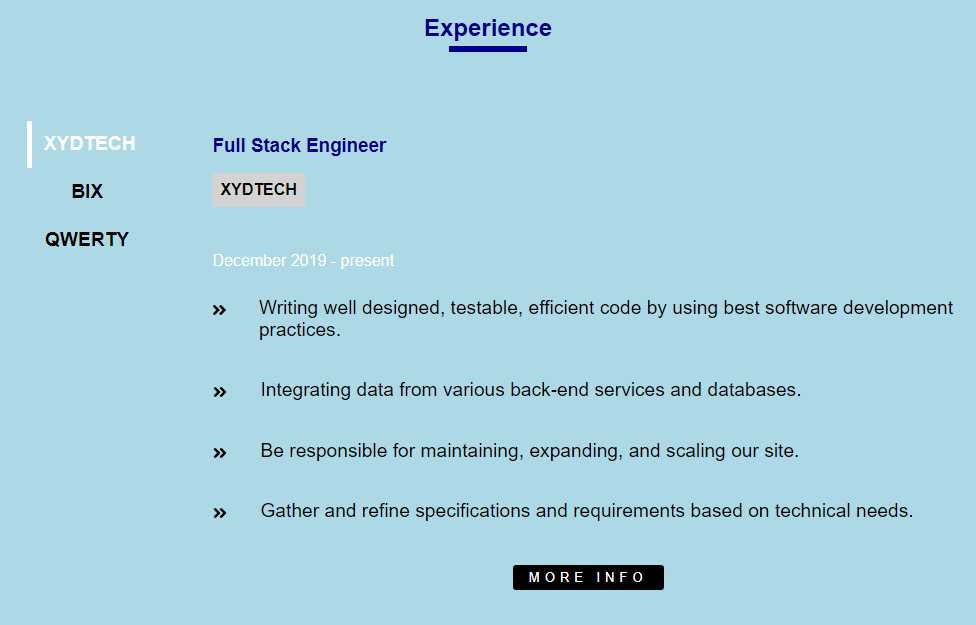 Experience
XYDTECH
BIX
QWERTY
Full Stack Engineer
XYDTECH
December 2019 - present
Writing well designed, testable, efficient code by using best software development
practices.
Integrating data from various back-end services and databases.
Be responsible for maintaining, expanding, and scaling our site.
Gather and refine specifications and requirements based on technical needs.
MORE INFO